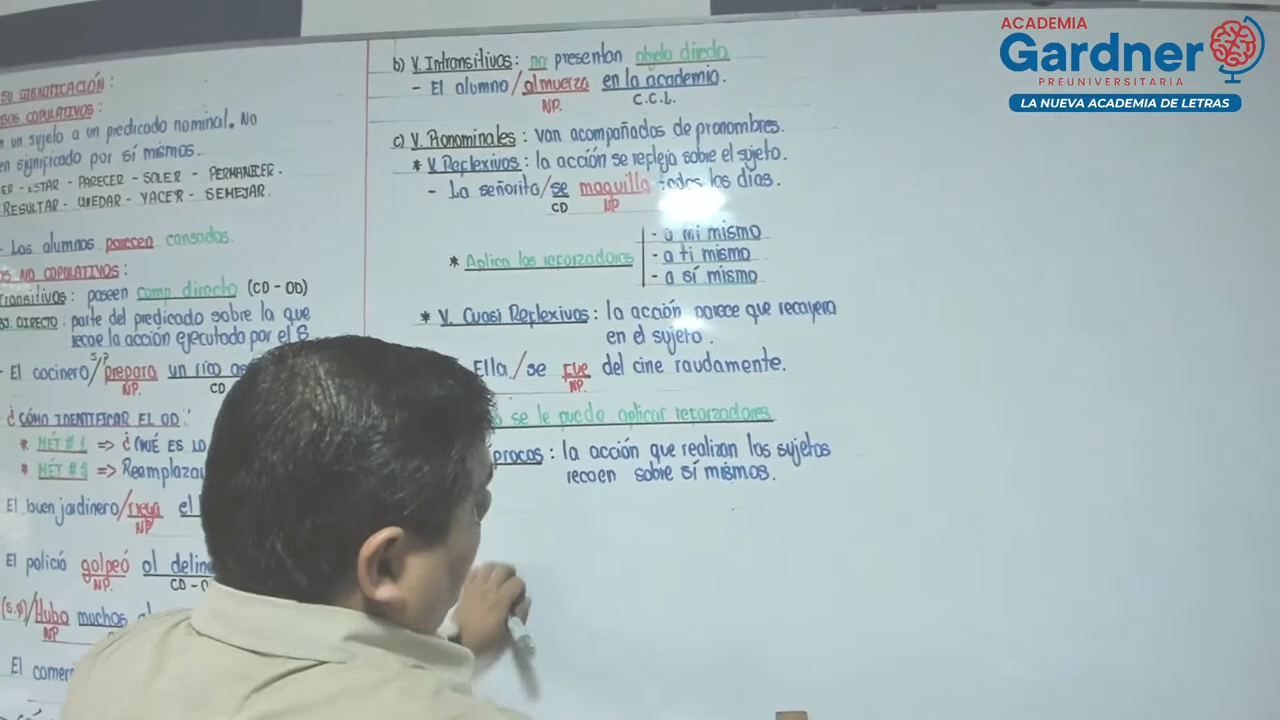 SU SIGNIFICACIÓN :
COPULATIVOS :
un sujeto a un predicado nominal. No
en significado por sí mismos.
ER - ESTAR - PARECER - SOLER - PERMANECER.
RESULTAR - QUEDAR - YACER - SEMEJAR.
- Los alumnos parecen cansados.
NO COPULATIVOS :
Transitivos : poseen comp. directo (CD - OD)
DIRECTO : parte del predicado sobre la que
recae la acción ejecutada por el S
- El cocinero / prepara un rico
S/P
NP. CD
¿CÓMO IDENTIFICAR EL OD?
* MÉT # 1 => ¿QUÉ ES LO
=> Reemplaza
El buen jardinero / riega el
NP
El policía golpeó al delin
NP. CD -
/ Hubo muchos
NP
El comer
b) V. Intransitivos : no presentan objeto directo
- El alumno / almuerza en la academia.
NP. C.C.L.
c) V. Pronominales : van acompañados de pronombres.
* V. Reflexivos : la acción se refleja sobre el sujeto.
- La señorita / se maquilla todos los días.
CD NP
* Aplica los reforzadores
- a mi mismo
- a ti mismo
- a sí mismo
* V. Cuasi Reflexivos : la acción parece que recayera
en el sujeto.
Ella / se fue del cine raudamente.
NP.
se le puede aplicar reforzadores
procos : la acción que realizan los sujetos
recaen sobre sí mismos.
ACADEMIA
Gardner
PREUNIVERSITARIA
LA NUEVA ACADEMIA DE LETRAS